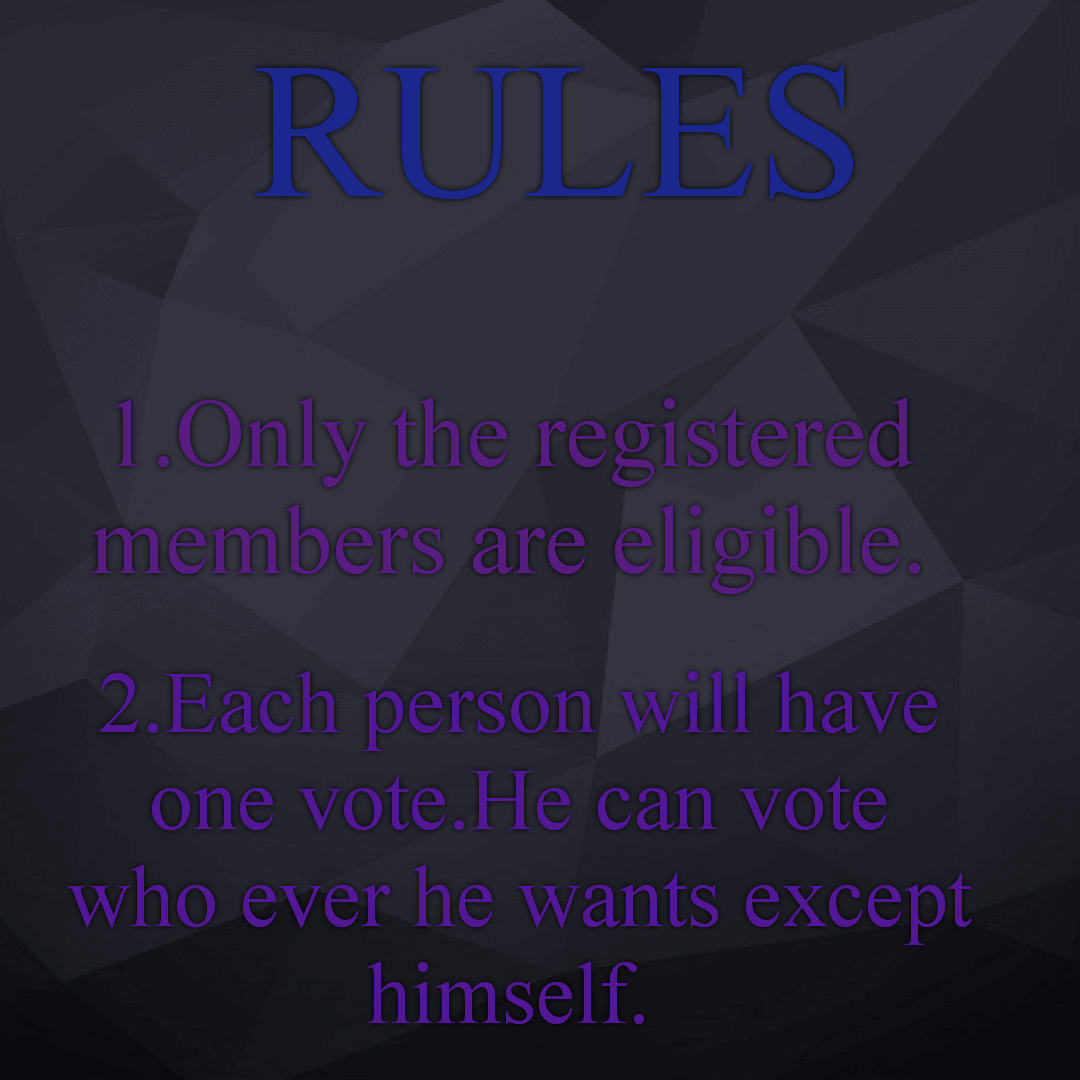 RULES
1.Only the registered
members are eligible.
2.Each person will have
one vote.He can vote
who ever he wants except
himself.